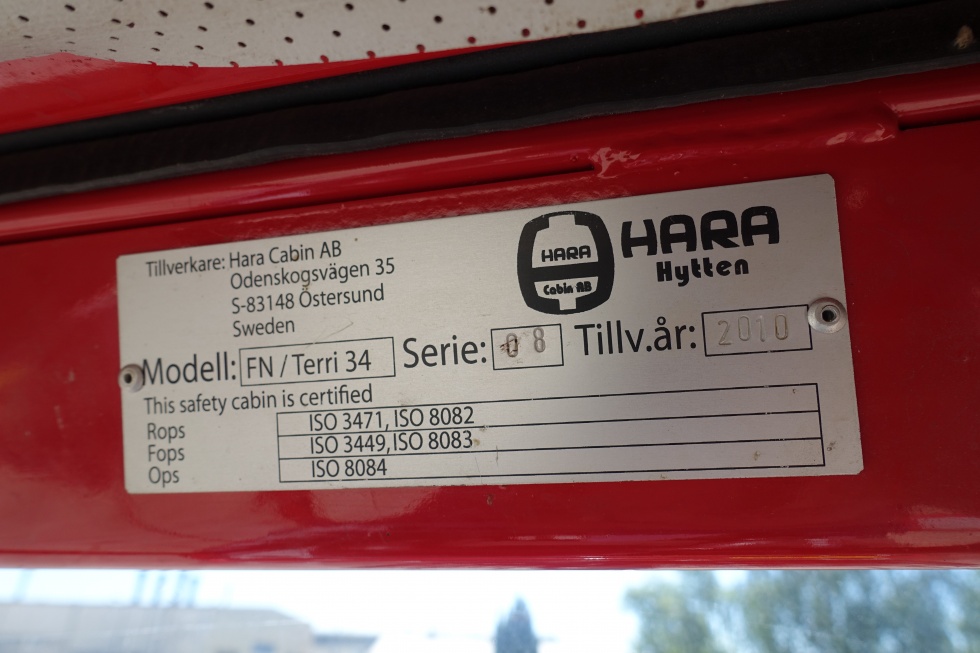 Tillverkare: Hara Cabin AB
Odenskogsvägen 35
S-83148 Östersund
Sweden
HARA
Cabin AB
HARA
Hytten
Modell: FN / Terri 34 Serie: 08 Tillv.år: 2010
This safety cabin is certified
Rops ISO 3471, ISO 8082
Fops ISO 3449, ISO 8083
Ops ISO 8084